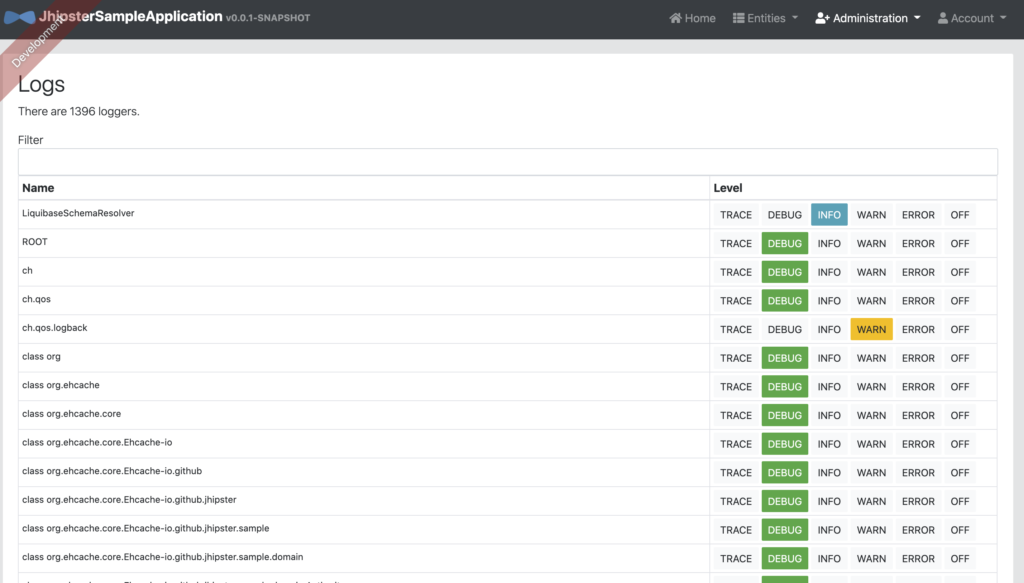 JhipsterSampleApplication v0.0.1-SNAPSHOT Home Entities Administration Account
Development
Logs
There are 1396 loggers.
Filter
Name Level
LiquibaseSchemaResolver TRACE DEBUG INFO WARN ERROR OFF
ROOT TRACE DEBUG INFO WARN ERROR OFF
ch TRACE DEBUG INFO WARN ERROR OFF
ch.qos TRACE DEBUG INFO WARN ERROR OFF
ch.qos.logback TRACE DEBUG INFO WARN ERROR OFF
class org TRACE DEBUG INFO WARN ERROR OFF
class org.ehcache TRACE DEBUG INFO WARN ERROR OFF
class org.ehcache.core TRACE DEBUG INFO WARN ERROR OFF
class org.ehcache.core.Ehcache-io TRACE DEBUG INFO WARN ERROR OFF
class org.ehcache.core.Ehcache-io.github TRACE DEBUG INFO WARN ERROR OFF
class org.ehcache.core.Ehcache-io.github.jhipster TRACE DEBUG INFO WARN ERROR OFF
class org.ehcache.core.Ehcache-io.github.jhipster.sample TRACE DEBUG INFO WARN ERROR OFF
class org.ehcache.core.Ehcache-io.github.jhipster.sample.domain TRACE DEBUG INFO WARN ERROR OFF